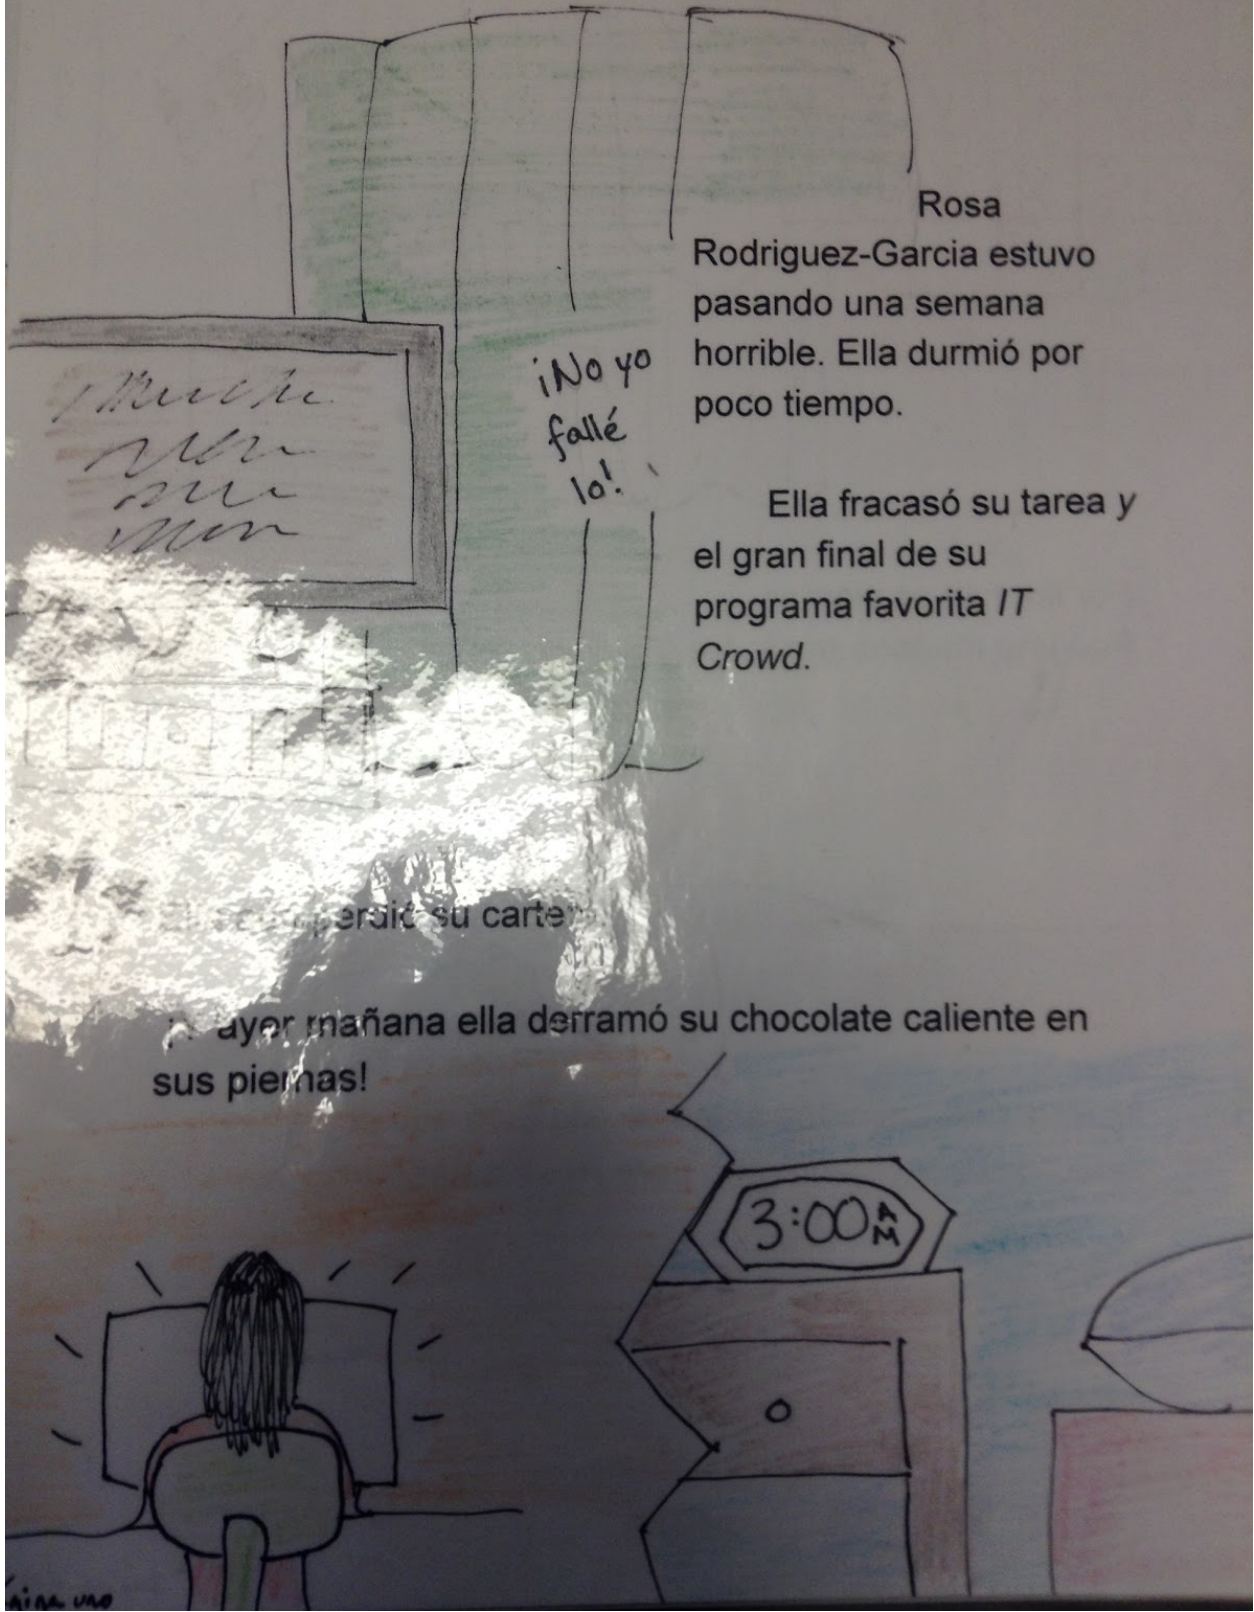 Rosa
Rodriguez-Garcia estuvo
pasando una semana
horrible. Ella durmió por
poco tiempo.
¡No yo
fallé
lo!
Ella fracasó su tarea y
el gran final de su
programa favorita IT
Crowd.
perdió su
ayer mañana ella derramó su chocolate caliente en
sus piernas!
3:00 AM
uno